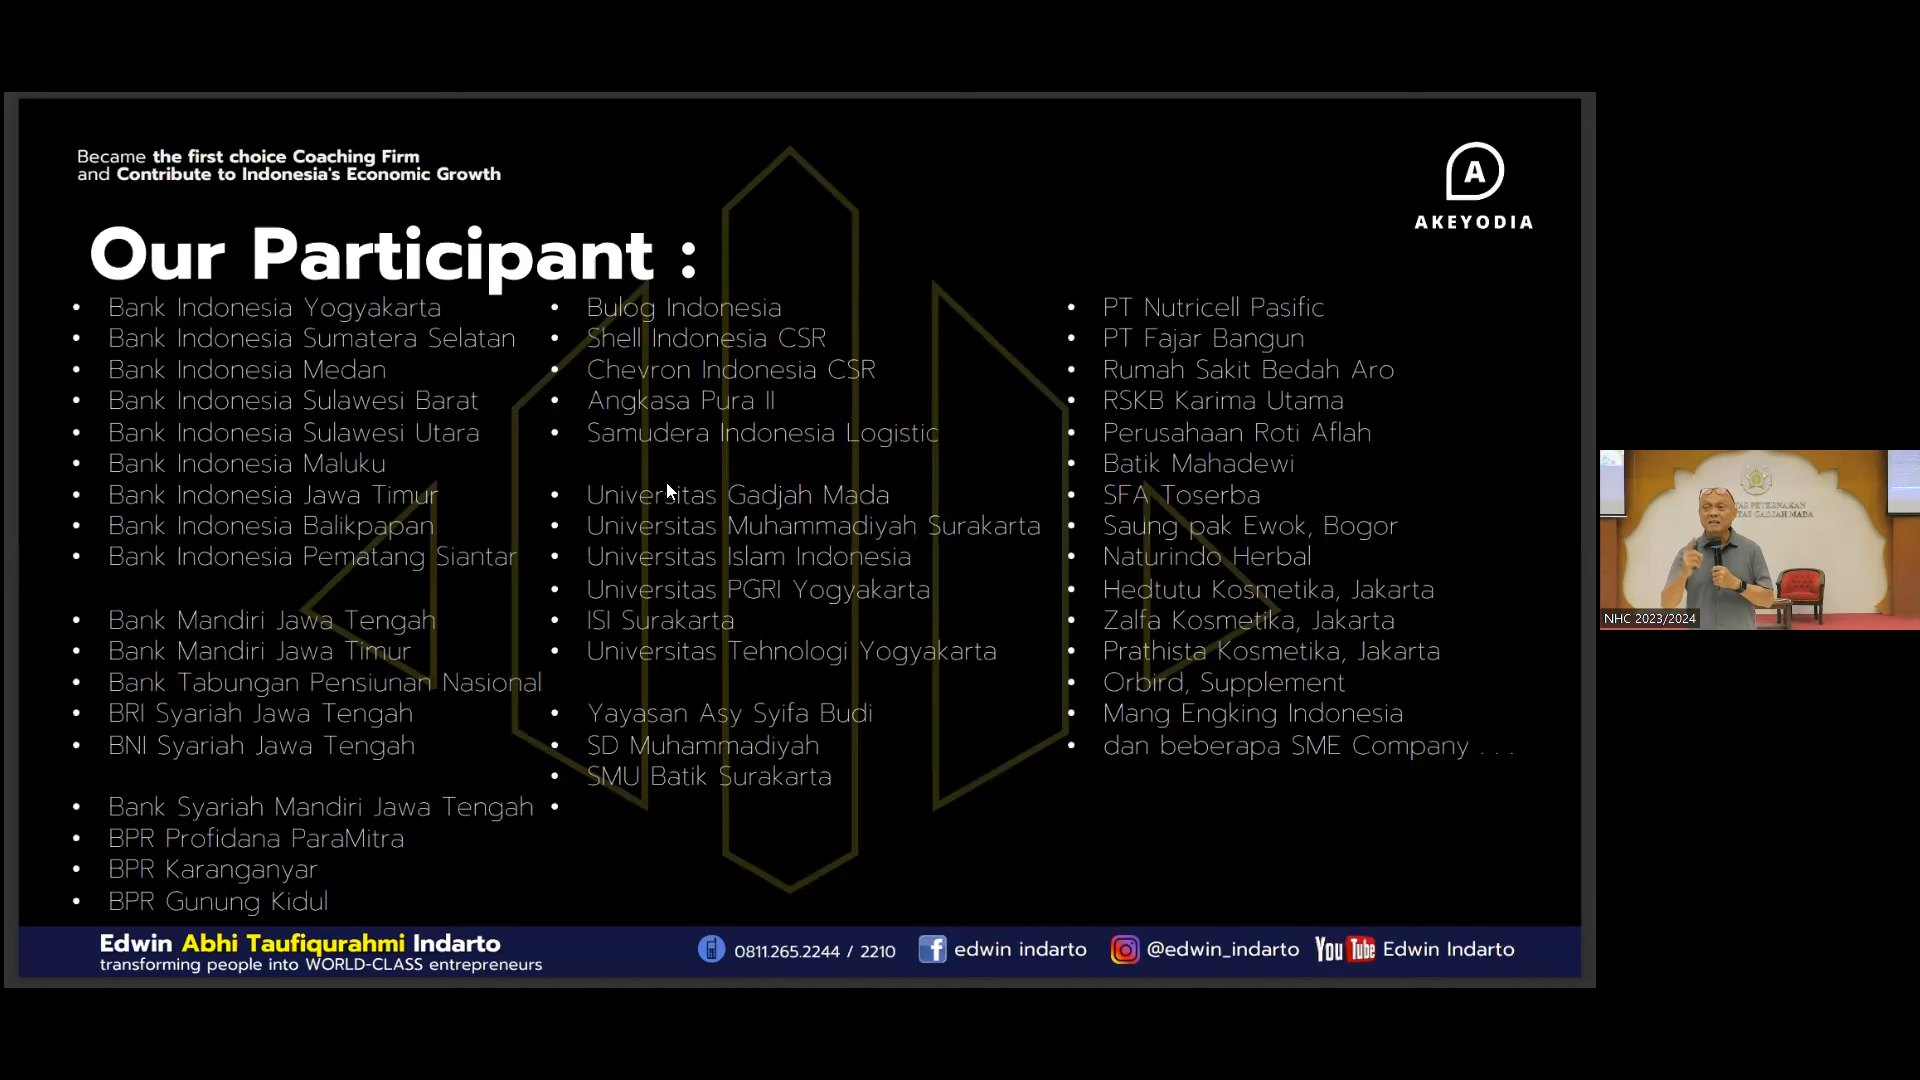 Became the first choice Coaching Firm
and Contribute to Indonesia's Economic Growth
A
AKEYODIA
Our Participant :
• Bank Indonesia Yogyakarta
• Bank Indonesia Sumatera Selatan
• Bank Indonesia Medan
• Bank Indonesia Sulawesi Barat
• Bank Indonesia Sulawesi Utara
• Bank Indonesia Maluku
• Bank Indonesia Jawa Timur
• Bank Indonesia Balikpapan
• Bank Indonesia Pematang Siantar
• Bank Mandiri Jawa Tengah
• Bank Mandiri Jawa Timur
• Bank Tabungan Pensiunan Nasional
• BRI Syariah Jawa Tengah
• BNI Syariah Jawa Tengah
• Bank Syariah Mandiri Jawa Tengah
• BPR Profidana ParaMitra
• BPR Karanganyar
• BPR Gunung Kidul
• Bulog Indonesia
• Shell Indonesia CSR
• Chevron Indonesia CSR
• Angkasa Pura II
• Samudera Indonesia Logistic
• Universitas Gadjah Mada
• Universitas Muhammadiyah Surakarta
• Universitas Islam Indonesia
• Universitas PGRI Yogyakarta
• ISI Surakarta
• Universitas Tehnologi Yogyakarta
• Yayasan Asy Syifa Budi
• SD Muhammadiyah
• SMU Batik Surakarta
•
• PT Nutricell Pasific
• PT Fajar Bangun
• Rumah Sakit Bedah Aro
• RSKB Karima Utama
• Perusahaan Roti Aflah
• Batik Mahadewi
• SFA Toserba
• Saung pak Ewok, Bogor
• Naturindo Herbal
• Hedtutu Kosmetika, Jakarta
• Zalfa Kosmetika, Jakarta
• Prathista Kosmetika, Jakarta
• Orbird, Supplement
• Mang Engking Indonesia
• dan beberapa SME Company . . .
Edwin Abhi Taufiqurahmi Indarto
transforming people into WORLD-CLASS entrepreneurs
0811.265.2244 / 2210
f edwin indarto
@edwin_indarto
You Tube Edwin Indarto
PETERNAKAN
GADJAH MADA
NHC 2023/2024